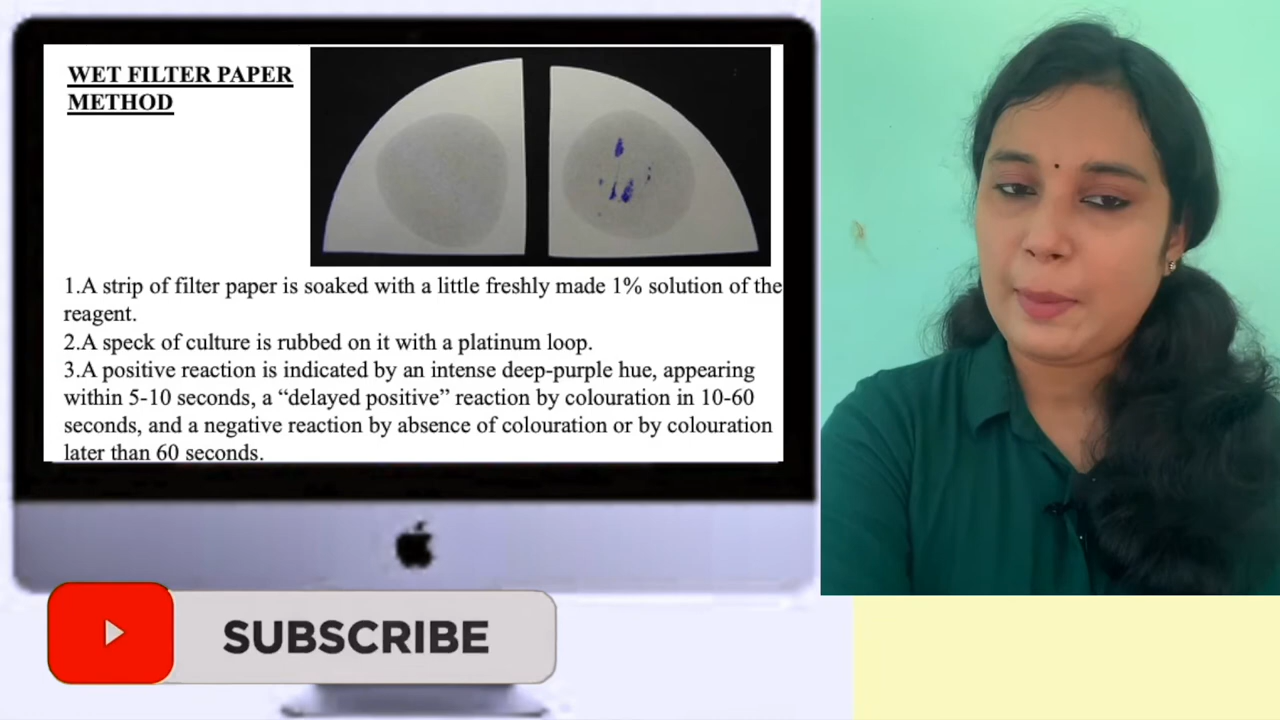 WET FILTER PAPER
METHOD
1.A strip of filter paper is soaked with a little freshly made 1% solution of the
reagent.
2.A speck of culture is rubbed on it with a platinum loop.
3.A positive reaction is indicated by an intense deep-purple hue, appearing
within 5-10 seconds, a “delayed positive” reaction by colouration in 10-60
seconds, and a negative reaction by absence of colouration or by colouration
later than 60 seconds.
SUBSCRIBE